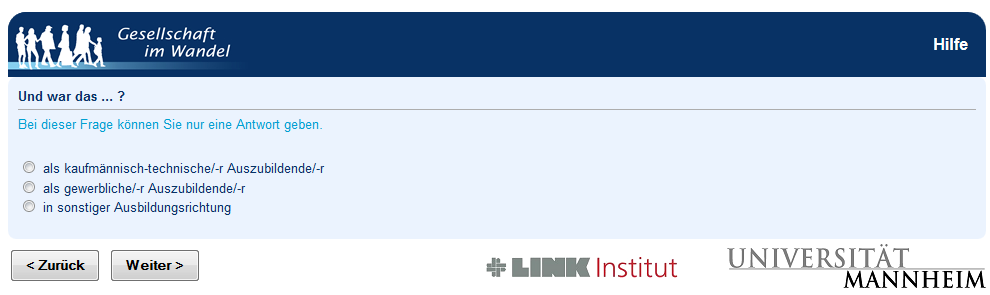 Gesellschaft
im Wandel
Hilfe
Und war das ... ?
Bei dieser Frage können Sie nur eine Antwort geben.
als kaufmännisch-technische/-r Auszubildende/-r
als gewerbliche/-r Auszubildende/-r
in sonstiger Ausbildungsrichtung
< Zurück Weiter >
LINK Institut
UNIVERSITÄT
MANNHEIM